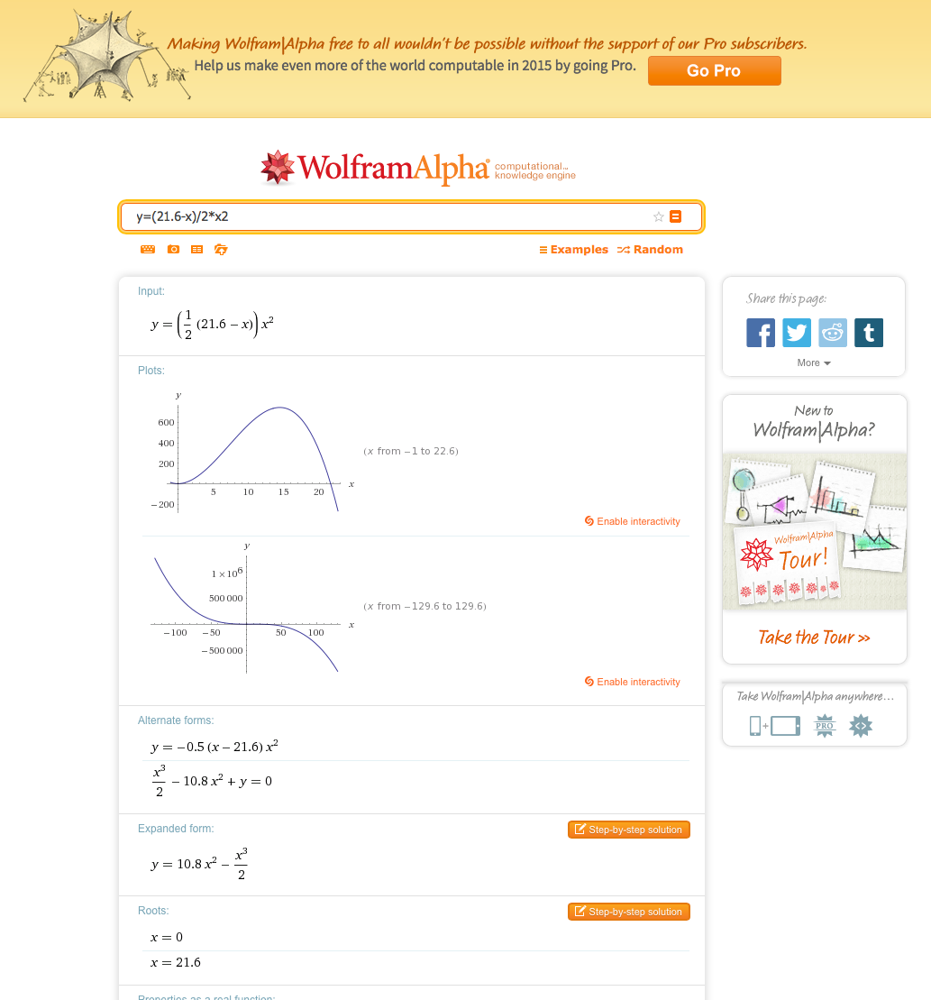 Making Wolfram|Alpha free to all wouldn't be possible without the support of our Pro subscribers.
Help us make even more of the world computable in 2015 by going Pro.
Go Pro
WolframAlpha computational... knowledge engine
y=(21.6-x)/2*x2
Examples Random
Input:
y = (1/2 (21.6 − x)) x^2
Plots:
y
600
400
200
−200
5 10 15 20 x
(x from −1 to 22.6)
Enable interactivity
y
1×10^6
500 000
−500 000
−100 −50 50 100 x
(x from −129.6 to 129.6)
Enable interactivity
Alternate forms:
y = −0.5 (x − 21.6) x^2
x^3/2 − 10.8 x^2 + y = 0
Expanded form:
Step-by-step solution
y = 10.8 x^2 − x^3/2
Roots:
Step-by-step solution
x = 0
x = 21.6
Properties as a real function:
Share this page:
f
t
More
New to
Wolfram|Alpha?
Wolfram|Alpha
Tour!
Take the Tour >>
Take Wolfram|Alpha anywhere...
+ PRO <>